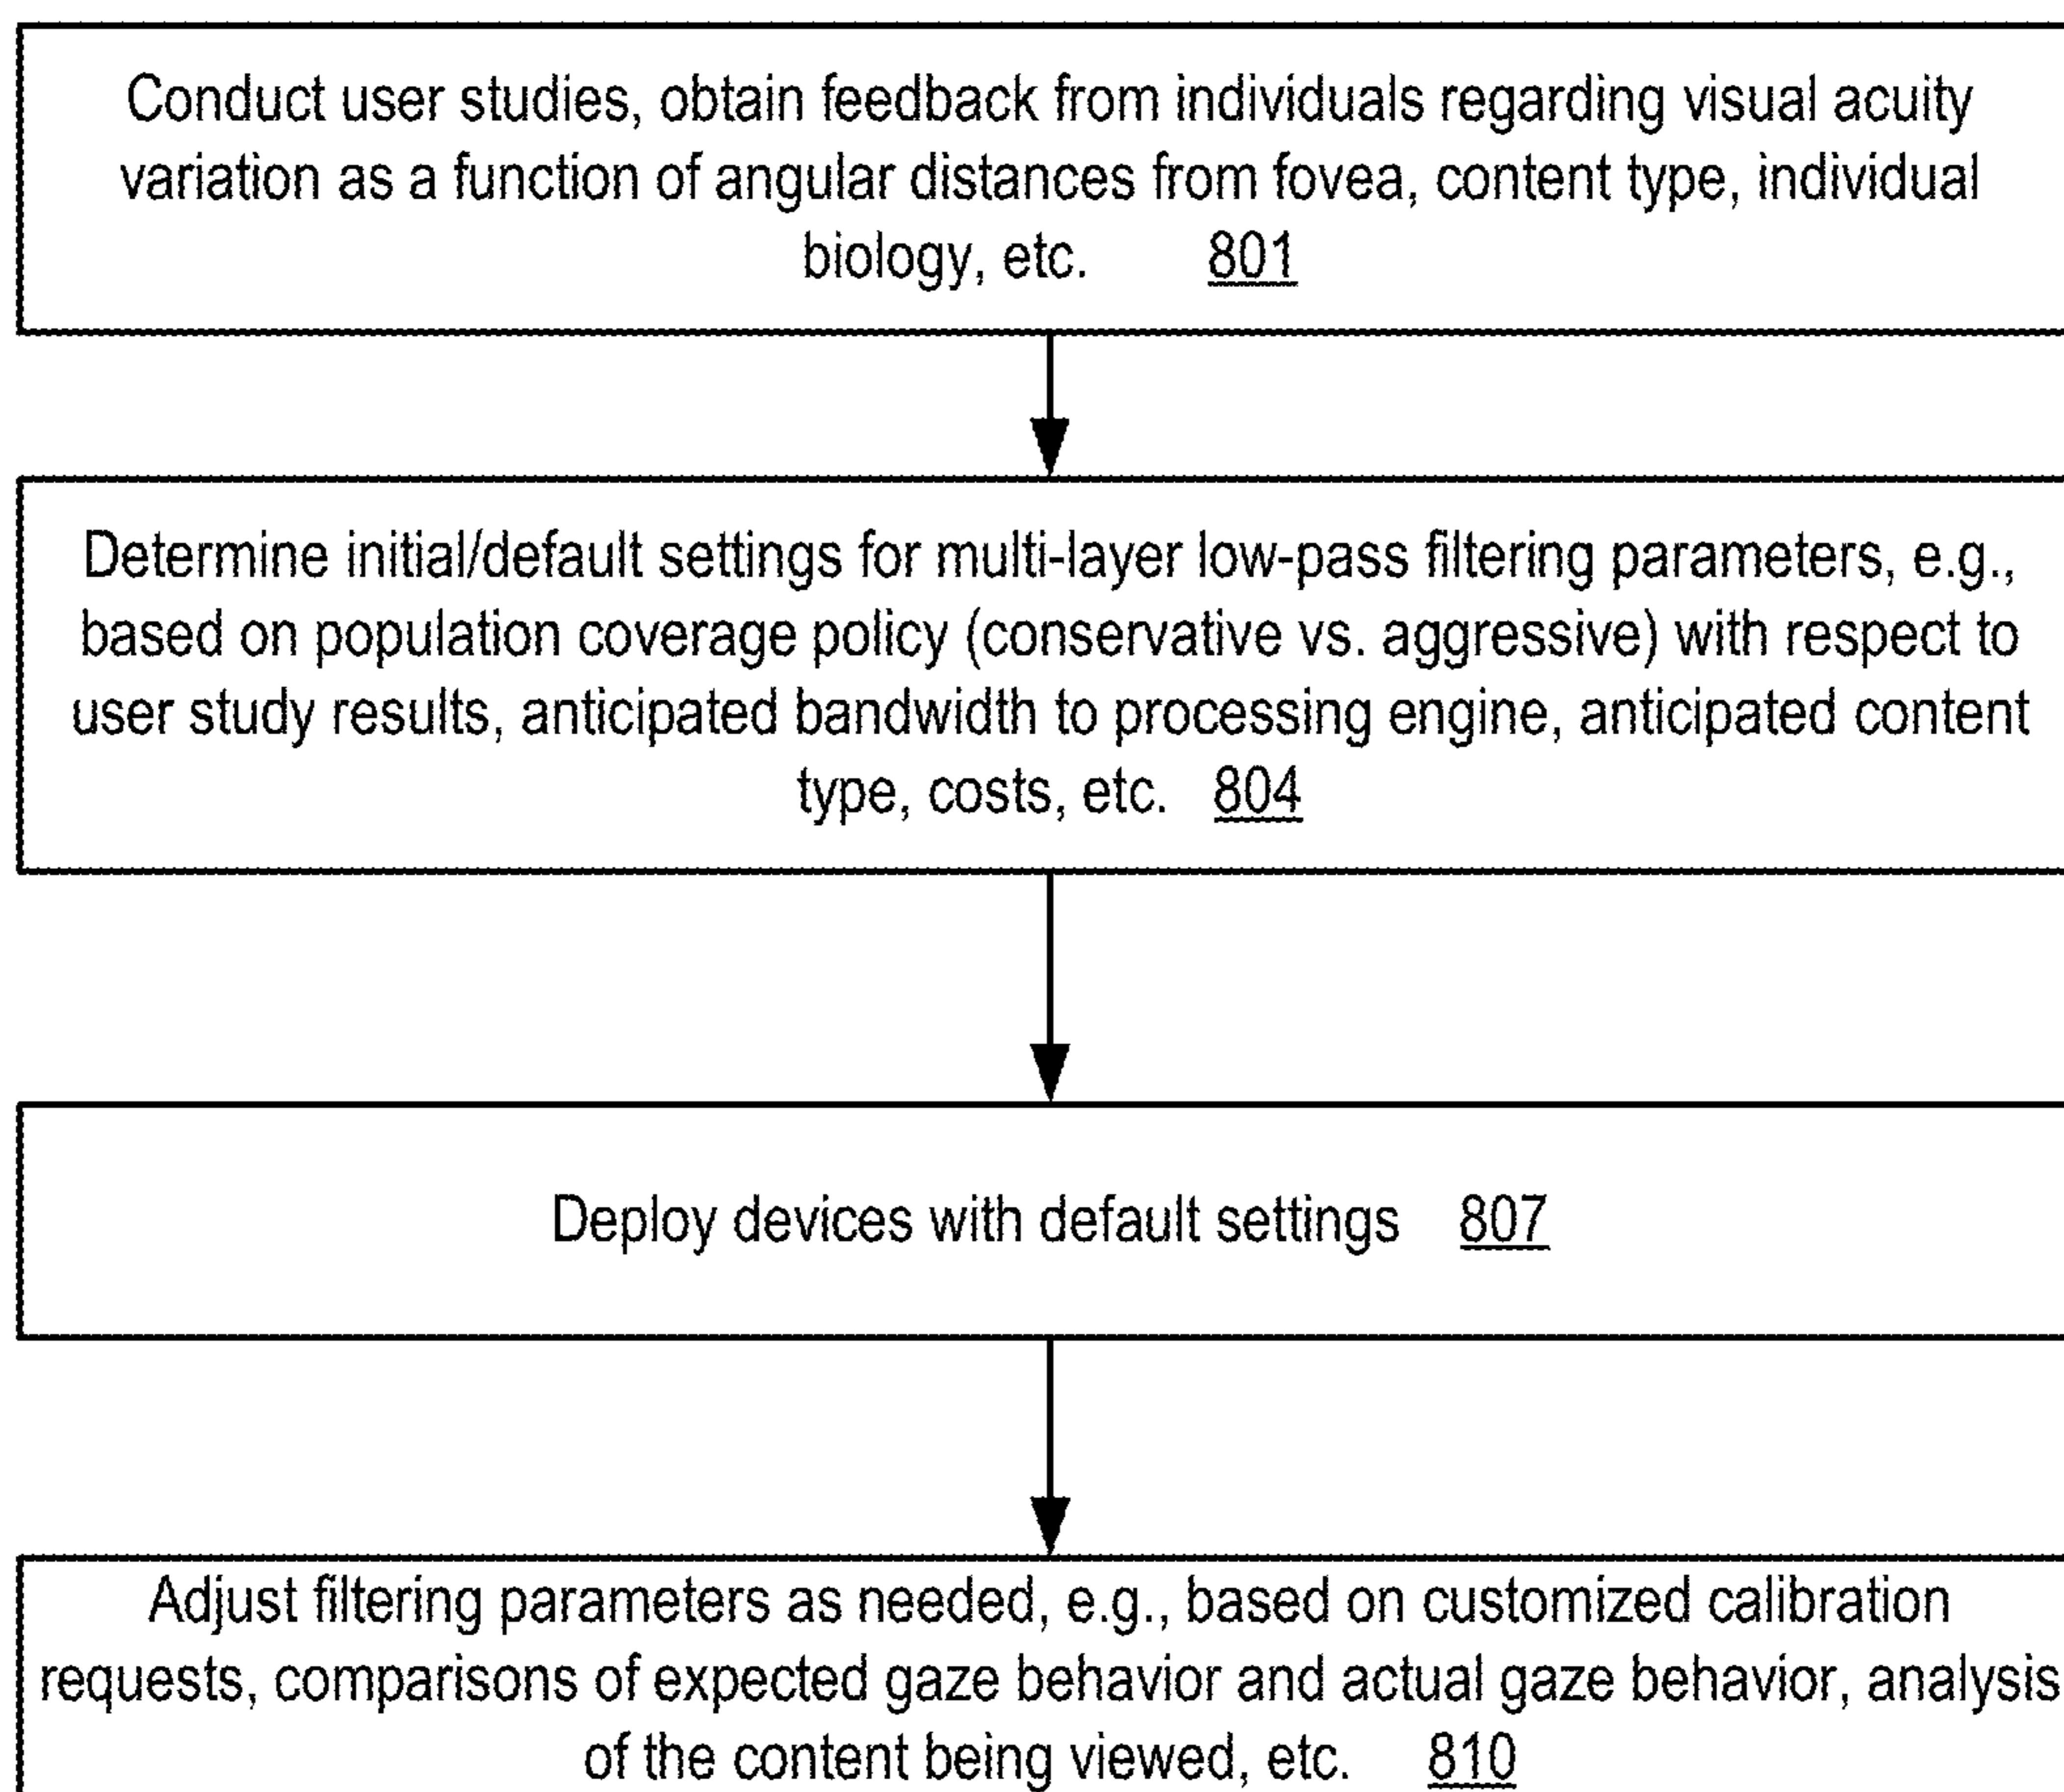 Conduct user studies, obtain feedback from individuals regarding visual acuity
variation as a function of angular distances from fovea, content type, individual
biology, etc. 801
Determine initial/default settings for multi-layer low-pass filtering parameters, e.g.,
based on population coverage policy (conservative vs. aggressive) with respect to
user study results, anticipated bandwidth to processing engine, anticipated content
type, costs, etc. 804
Deploy devices with default settings 807
Adjust filtering parameters as needed, e.g., based on customized calibration
requests, comparisons of expected gaze behavior and actual gaze behavior, analysis
of the content being viewed, etc. 810